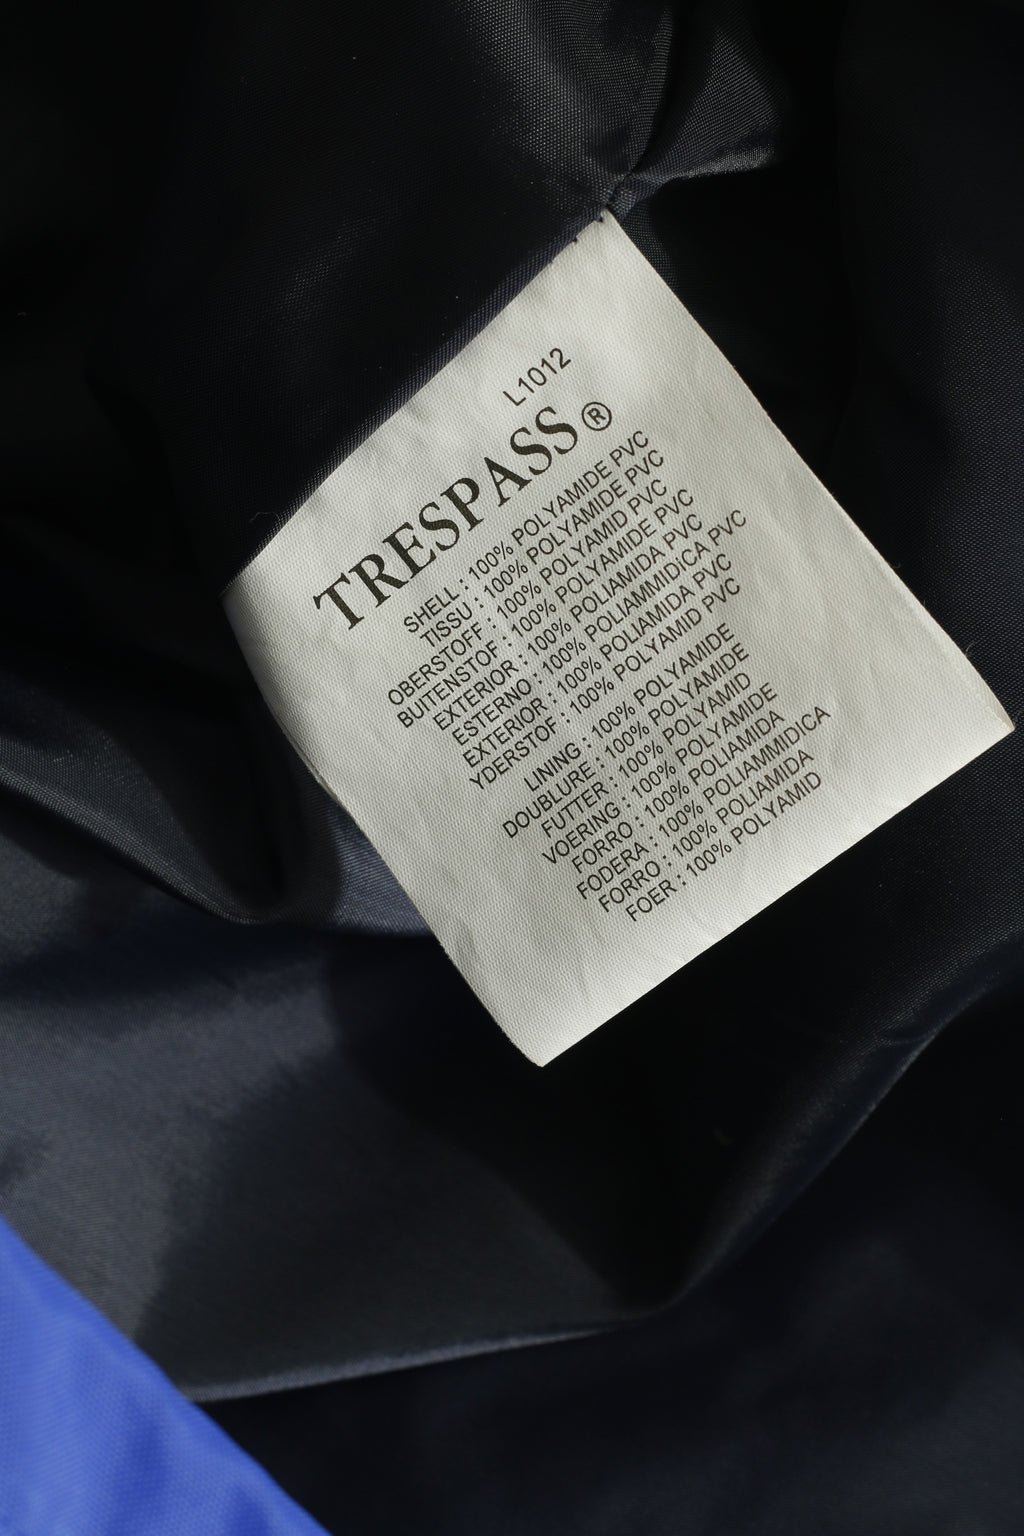 L1012
TRESPASS®
SHELL : 100% POLYAMIDE PVC
TISSU : 100% POLYAMIDE PVC
OBERSTOFF : 100% POLYAMID PVC
BUITENSTOF : 100% POLYAMIDE PVC
EXTERIOR : 100% POLIAMIDA PVC
ESTERNO : 100% POLIAMMIDICA PVC
EXTERIOR : 100% POLIAMIDA PVC
YDERSTOF : 100% POLYAMID PVC
LINING : 100% POLYAMIDE
DOUBLURE : 100% POLYAMIDE
FUTTER : 100% POLYAMID
VOERING : 100% POLYAMIDE
FORRO : 100% POLIAMIDA
FODERA : 100% POLIAMMIDICA
FORRO : 100% POLIAMIDA
FOER : 100% POLYAMID